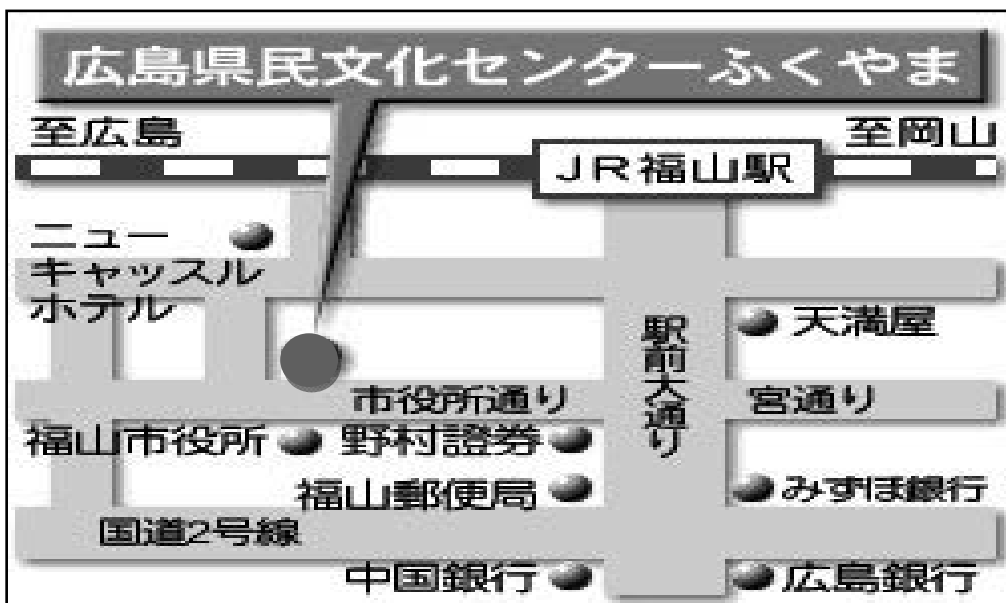 広島県民文化センターふくやま
至広島
至岡山
JR福山駅
ニュー
キャッスル
ホテル
駅前大通り
天満屋
市役所通り
宮通り
福山市役所
野村證券
福山郵便局
みずほ銀行
国道2号線
中国銀行
広島銀行